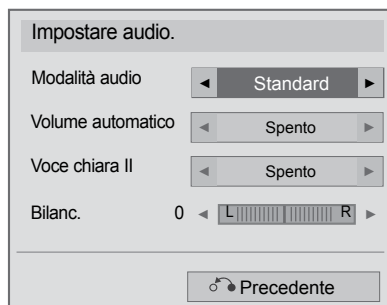 Impostare audio.
Modalità audio ◄ Standard ►
Volume automatico ◄ Spento ►
Voce chiara II ◄ Spento ►
Bilanc. 0 ◄ L R ►
Precedente